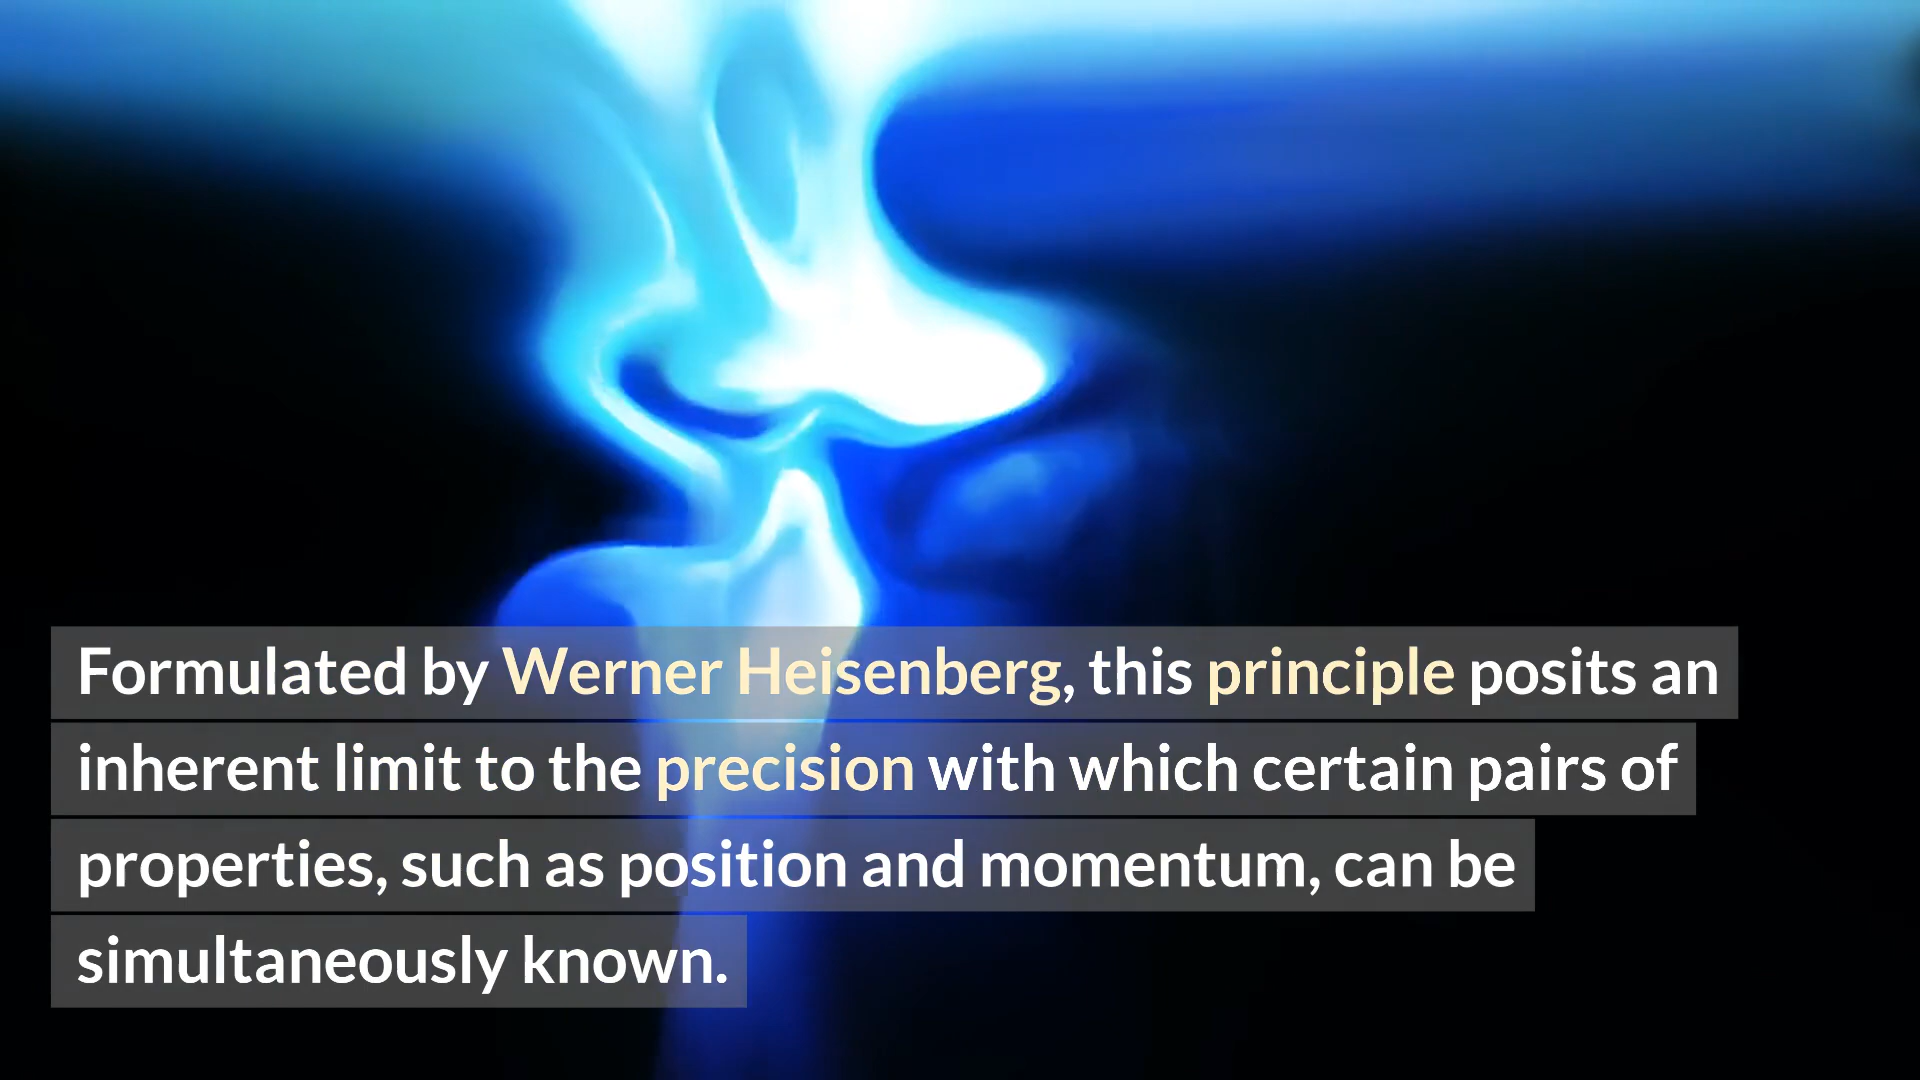 Formulated by Werner Heisenberg, this principle posits an
inherent limit to the precision with which certain pairs of
properties, such as position and momentum, can be
simultaneously known.